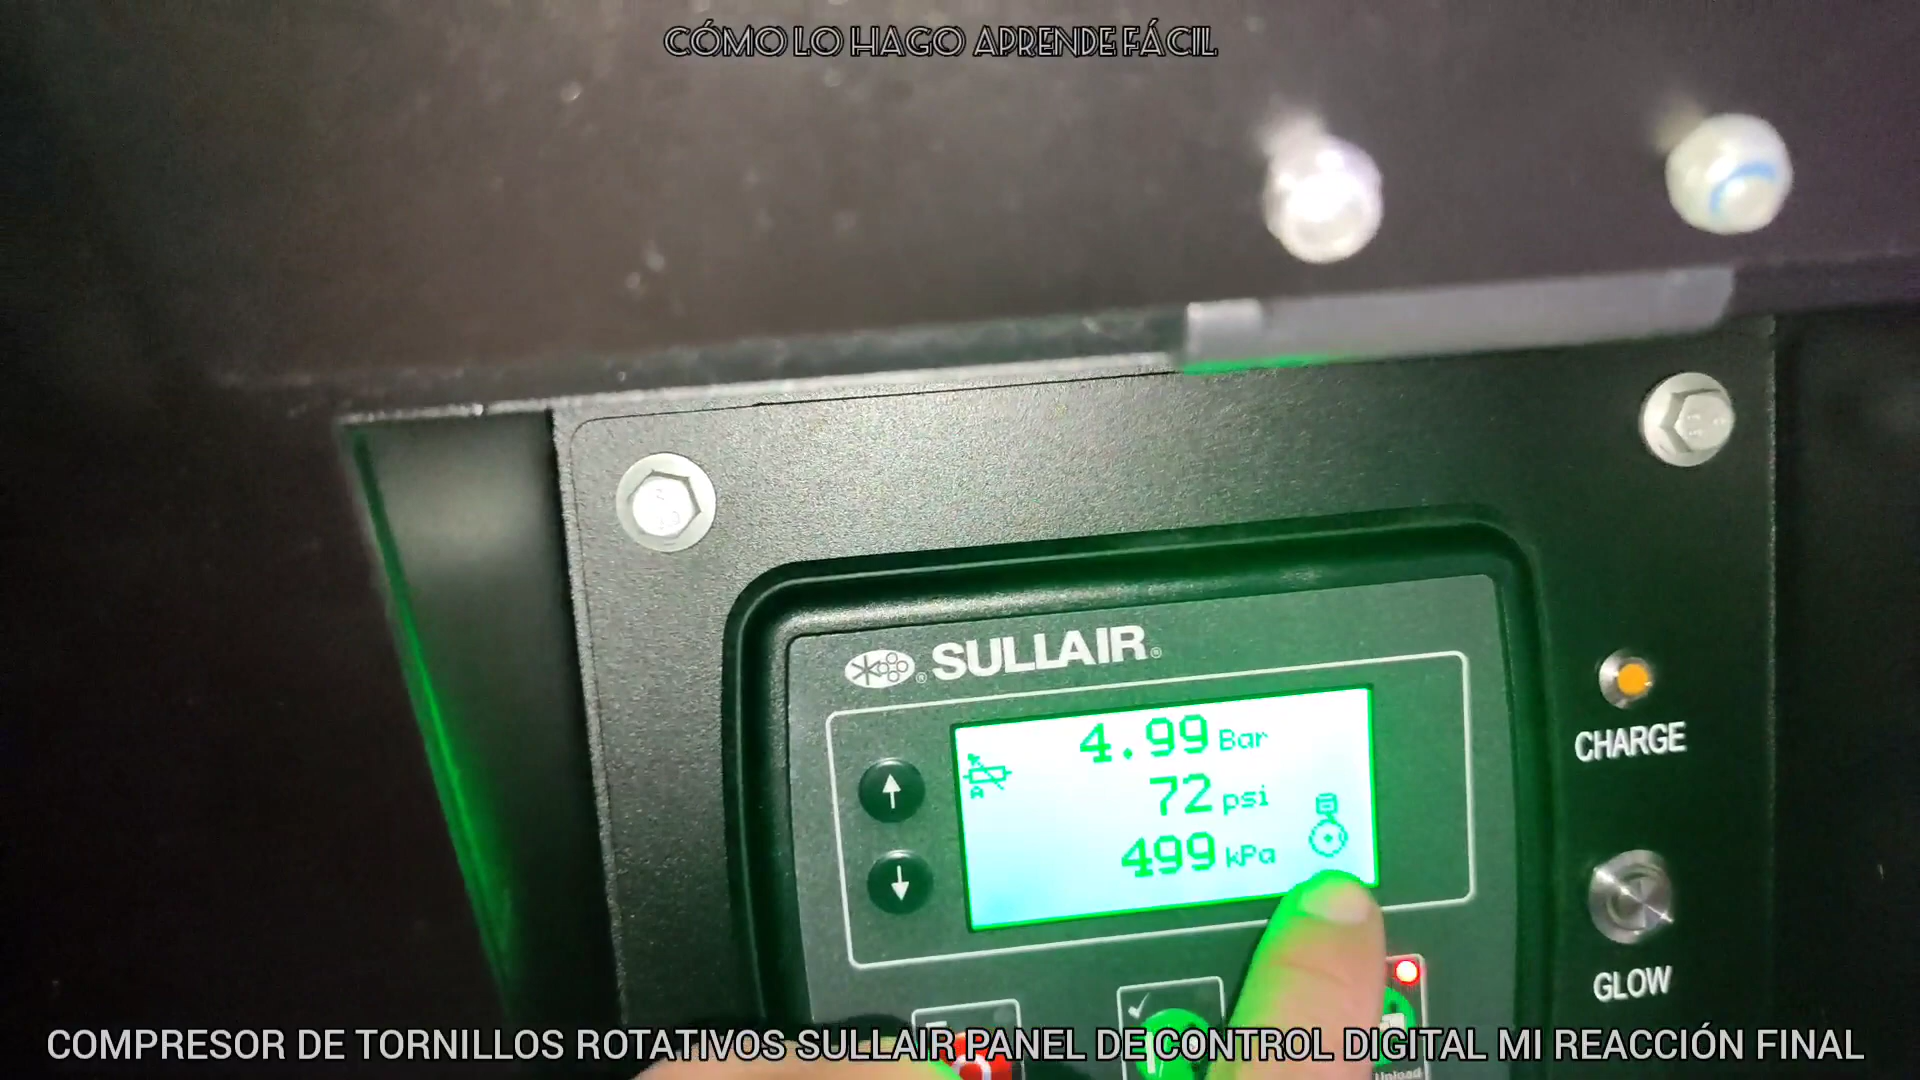 CÓMO LO HAGO APRENDE FÁCIL
SULLAIR
4.99 Bar
72 psi
499 kPa
CHARGE
GLOW
Unload
COMPRESOR DE TORNILLOS ROTATIVOS SULLAIR PANEL DE CONTROL DIGITAL MI REACCIÓN FINAL